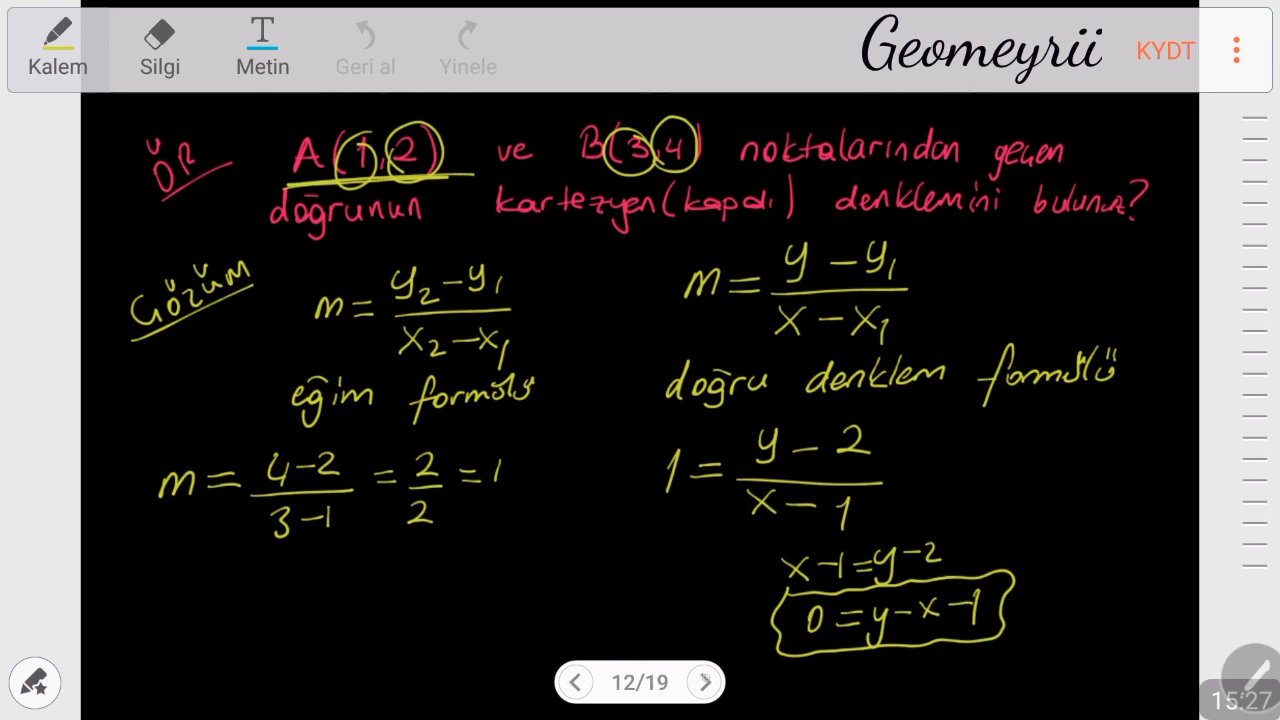 Geomeyrii KYDT
Kalem Silgi Metin Geri al Yinele
ÖR A(1,2) ve B(3,4) noktalarından geçen
doğrunun kartezyen (kapalı) denklemini bulunuz?
Gözüm
m = (y₂ - y₁)/(x₂ - x₁) m = (y - y₁)/(x - x₁)
eğim formülü doğru denklem formülü
m = (4-2)/(3-1) = 2/2 = 1 1 = (y - 2)/(x - 1)
x-1=y-2
0=y-x-1
12/19
15:27